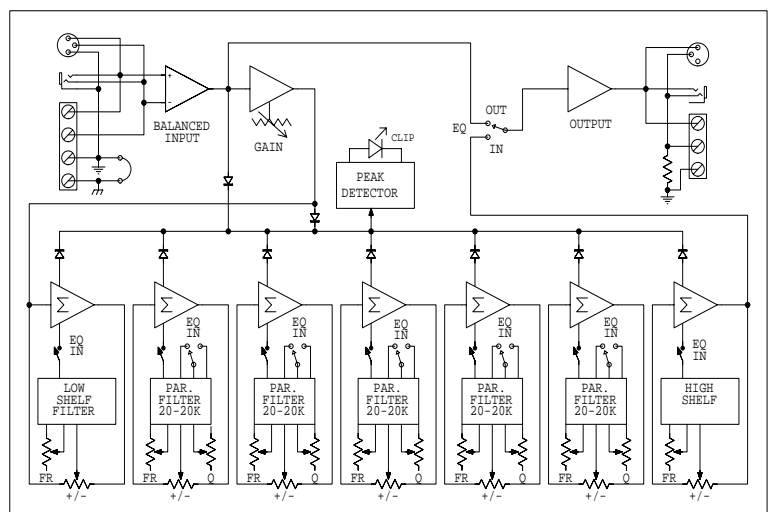 +
-
BALANCED
INPUT
GAIN
CLIP
PEAK
DETECTOR
OUT
EQ
IN
OUTPUT
Σ
Σ
Σ
Σ
Σ
Σ
Σ
EQ
IN
EQ
IN
EQ
IN
EQ
IN
EQ
IN
EQ
IN
EQ
IN
LOW
SHELF
FILTER
PAR.
FILTER
20-20K
PAR.
FILTER
20-20K
PAR.
FILTER
20-20K
PAR.
FILTER
20-20K
PAR.
FILTER
20-20K
HIGH
SHELF
FR
+/-
FR
+/-
Q
FR
+/-
Q
FR
+/-
Q
FR
+/-
Q
FR
+/-
Q
FR
+/-